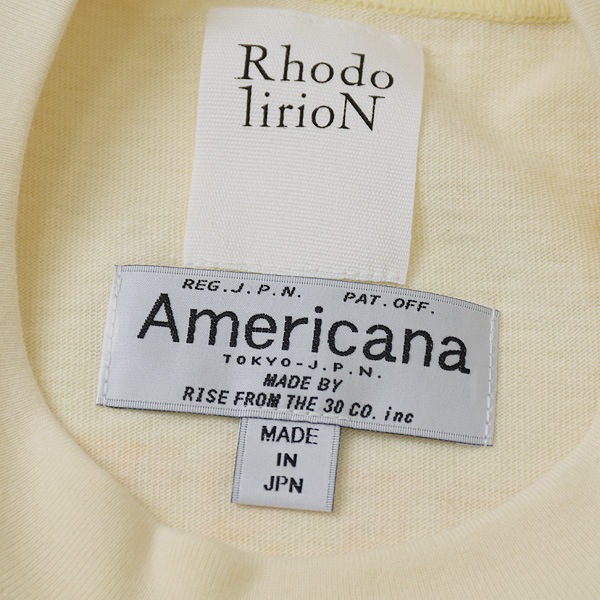 Rhodo
lirioN
REG.J.P.N. PAT.OFF.
Americana
TOKYO-J.P.N.
MADE BY
RISE FROM THE 30 CO. inc
MADE
IN
JPN